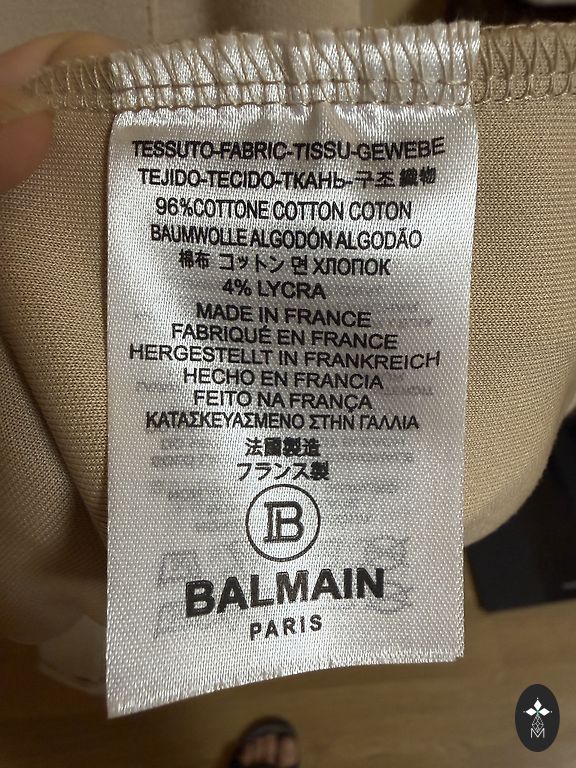 TESSUTO-FABRIC-TISSU-GEWEBE
TEJIDO-TECIDO-ТКАНЬ-구조 織物
96%COTTONE COTTON COTON
BAUMWOLLE ALGODÓN ALGODÃO
棉布 コットン 면 ХЛОПОК
4% LYCRA
MADE IN FRANCE
FABRIQUÉ EN FRANCE
HERGESTELLT IN FRANKREICH
HECHO EN FRANCIA
FEITO NA FRANÇA
ΚΑΤΑΣΚΕΥΑΣΜΕΝΟ ΣΤΗΝ ΓΑΛΛΙΑ
法國製造
フランス製
B
BALMAIN
PARIS
M